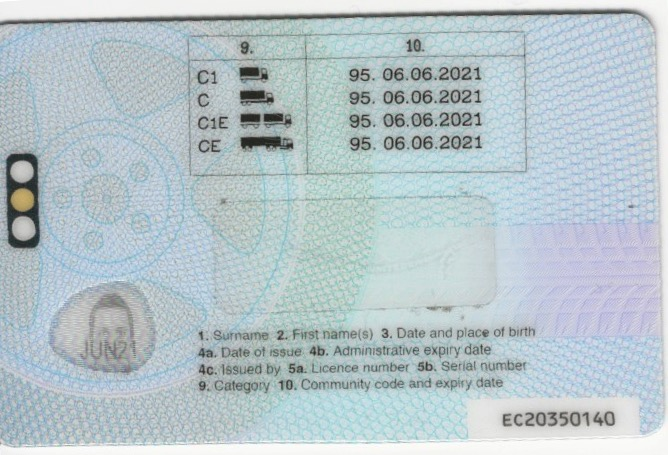 9. 10.
C1 95. 06.06.2021
C 95. 06.06.2021
C1E 95. 06.06.2021
CE 95. 06.06.2021
JUN21
1. Surname 2. First name(s) 3. Date and place of birth
4a. Date of issue 4b. Administrative expiry date
4c. Issued by 5a. Licence number 5b. Serial number
9. Category 10. Community code and expiry date
EC20350140